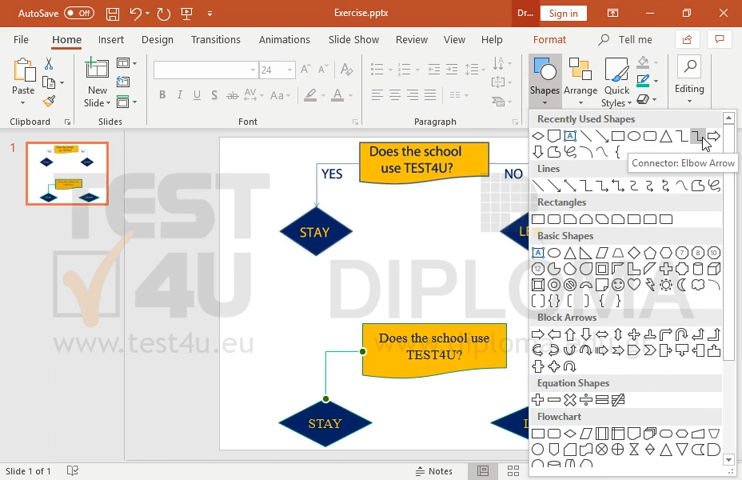 AutoSave Off Exercise.pptx Dr... Sign in
File Home Insert Design Transitions Animations Slide Show Review View Help Format Tell me
Paste New Slide 24 Shapes Arrange Quick Styles Editing
Clipboard Slides Font Paragraph
Recently Used Shapes
Connector: Elbow Arrow
Lines
Rectangles
Basic Shapes
Block Arrows
Equation Shapes
Flowchart
1
Does the school
use TEST4U?
YES NO
STAY
TEST
4U DIPLOMA
www.test4u.eu
Does the school use
TEST4U?
STAY
Slide 1 of 1 Notes